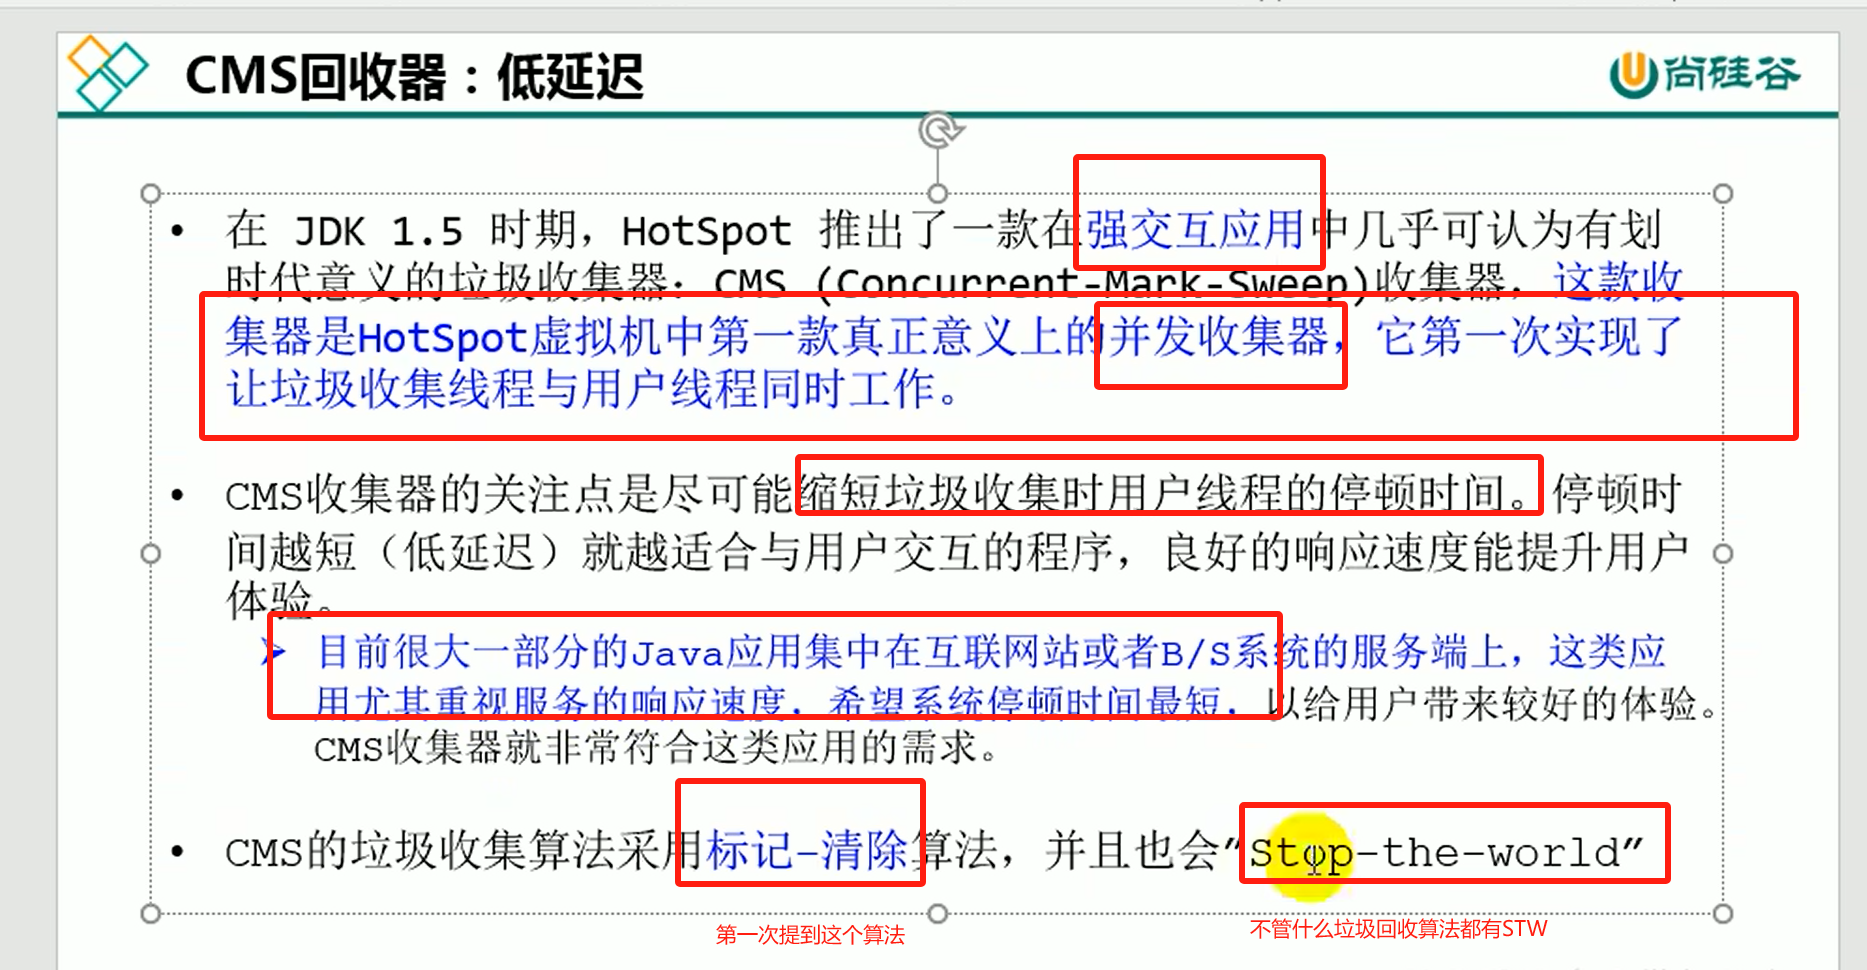 CMS回收器：低延迟
尚硅谷
• 在 JDK 1.5 时期，HotSpot 推出了一款在强交互应用中几乎可认为有划
时代意义的垃圾收集器：CMS (Concurrent-Mark-Sweep)收集器，这款收
集器是HotSpot虚拟机中第一款真正意义上的并发收集器，它第一次实现了
让垃圾收集线程与用户线程同时工作。
• CMS收集器的关注点是尽可能缩短垃圾收集时用户线程的停顿时间。停顿时
间越短（低延迟）就越适合与用户交互的程序，良好的响应速度能提升用户
体验。
➢ 目前很大一部分的Java应用集中在互联网站或者B/S系统的服务端上，这类应
用尤其重视服务的响应速度，希望系统停顿时间最短，以给用户带来较好的体验。
CMS收集器就非常符合这类应用的需求。
• CMS的垃圾收集算法采用标记-清除算法，并且也会”Stop-the-world”
第一次提到这个算法
不管什么垃圾回收算法都有STW